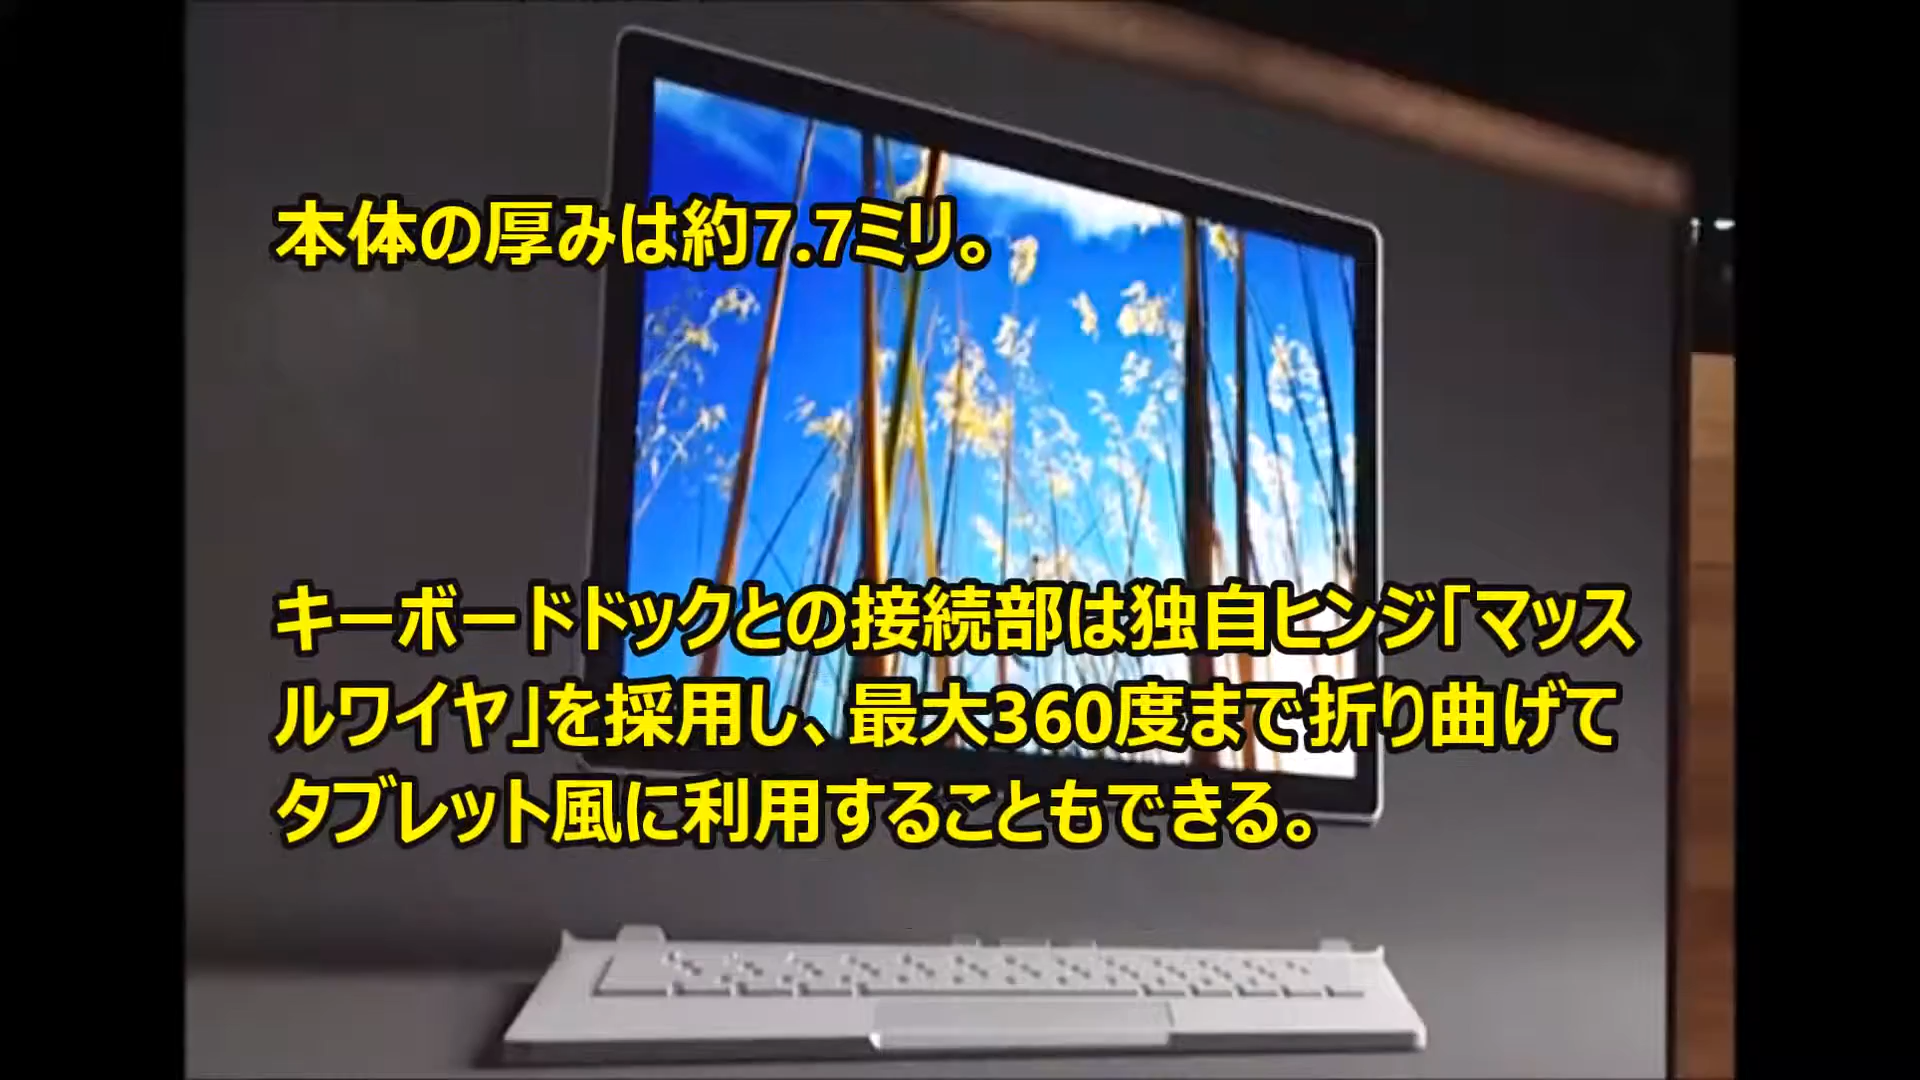 本体の厚みは約7.7ミリ。
キーボードドックとの接続部は独自ヒンジ「マッス
ルワイヤ」を採用し、最大360度まで折り曲げて
タブレット風に利用することもできる。